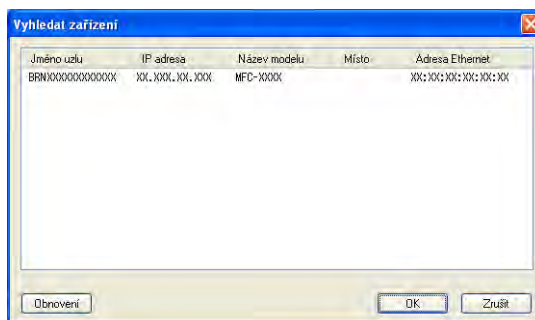 Vyhledat zařízení
Jméno uzlu IP adresa Název modelu Místo Adresa Ethernet
BRNXXXXXXXXXXXX XX.XXX.XX.XXX MFC-XXXX XX:XX:XX:XX:XX:XX
Obnovení OK Zrušit